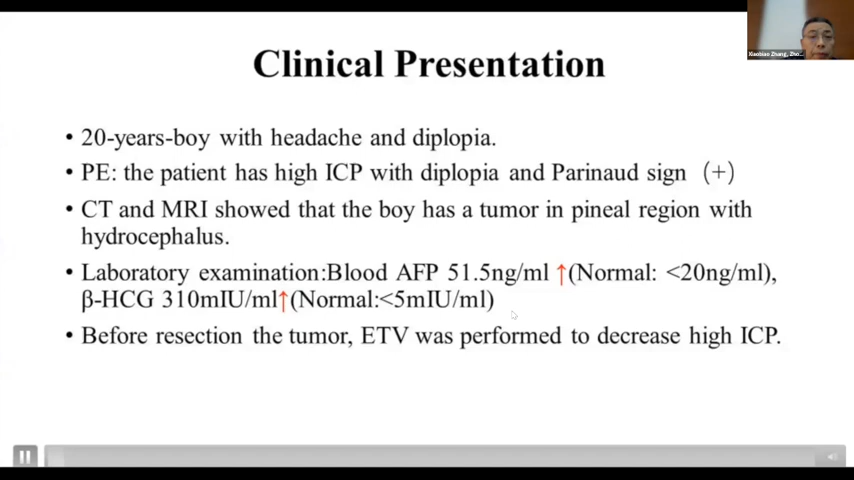 Xiaobiao Zhang, Zho...
Clinical Presentation
• 20-years-boy with headache and diplopia.
• PE: the patient has high ICP with diplopia and Parinaud sign (+)
• CT and MRI showed that the boy has a tumor in pineal region with
hydrocephalus.
• Laboratory examination:Blood AFP 51.5ng/ml ↑(Normal: <20ng/ml),
β-HCG 310mIU/ml↑(Normal:<5mIU/ml)
• Before resection the tumor, ETV was performed to decrease high ICP.